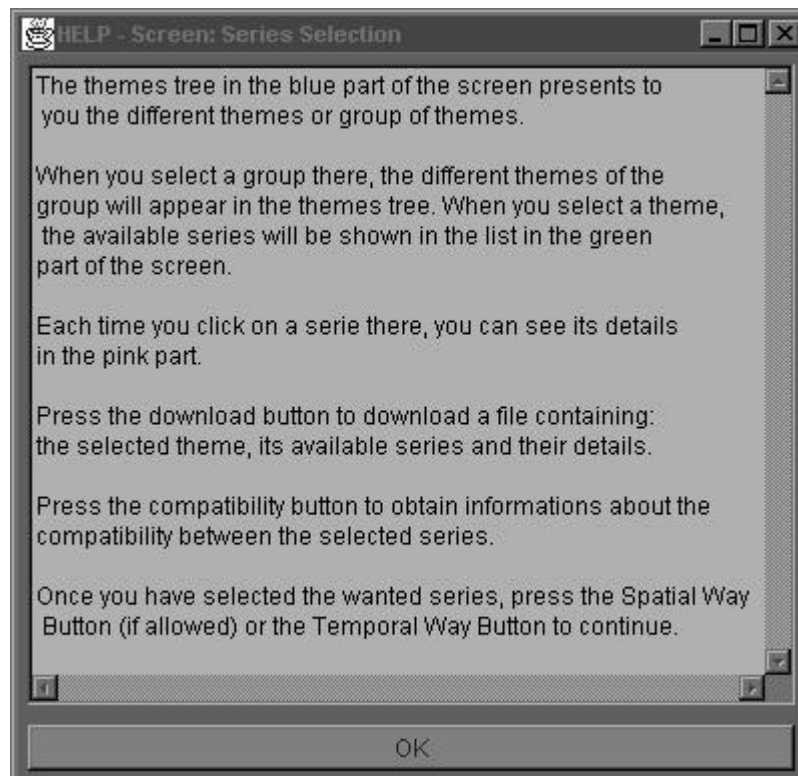 HELP - Screen: Series Selection
The themes tree in the blue part of the screen presents to
you the different themes or group of themes.
When you select a group there, the different themes of the
group will appear in the themes tree. When you select a theme,
the available series will be shown in the list in the green
part of the screen.
Each time you click on a serie there, you can see its details
in the pink part.
Press the download button to download a file containing:
the selected theme, its available series and their details.
Press the compatibility button to obtain informations about the
compatibility between the selected series.
Once you have selected the wanted series, press the Spatial Way
Button (if allowed) or the Temporal Way Button to continue.
OK